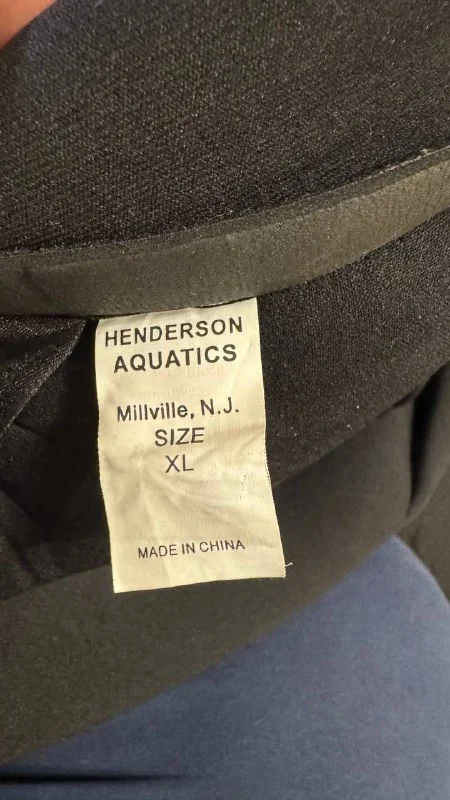 HENDERSON
AQUATICS
Millville, N.J.
SIZE
XL
MADE IN CHINA